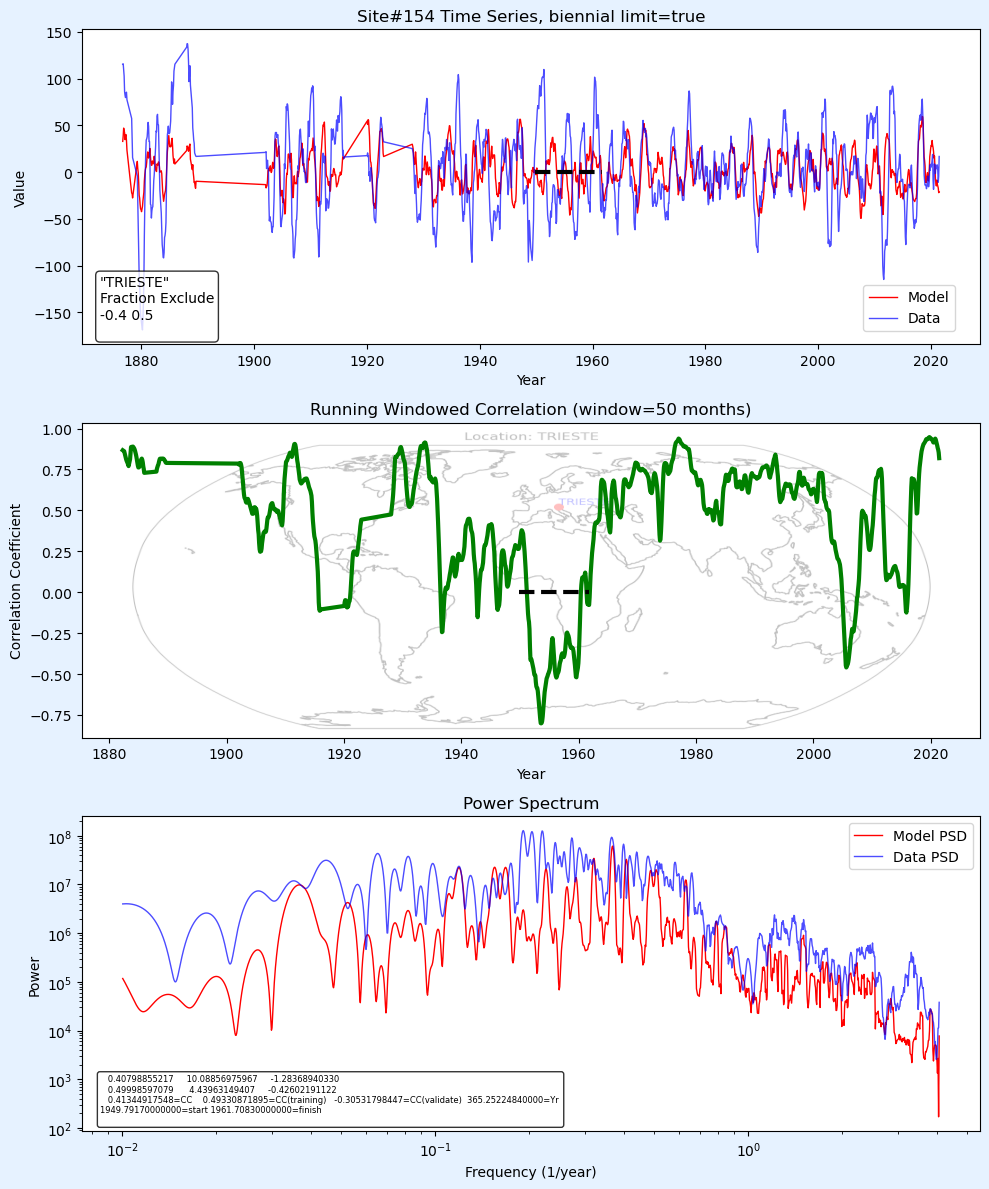 Site#154 Time Series, biennial limit=true
Value
150
100
50
0
−50
−100
−150
"TRIESTE"
Fraction Exclude
-0.4 0.5
Model
Data
1880 1900 1920 1940 1960 1980 2000 2020
Year
Running Windowed Correlation (window=50 months)
Correlation Coefficient
1.00
0.75
0.50
0.25
0.00
−0.25
−0.50
−0.75
Location: TRIESTE
1880 1900 1920 1940 1960 1980 2000 2020
Year
Power Spectrum
Power
10^8
10^7
10^6
10^5
10^4
10^3
10^2
Model PSD
Data PSD
0.40798855217 10.08856975967 -1.28368940330
0.49998597079 4.43963149407 -0.42602191122
0.41344917548=CC 0.49330871895=CC(training) -0.30531798447=CC(validate) 365.25224840000=Yr
1949.79170000000=start 1961.70830000000=finish
10^−2 10^−1 10^0
Frequency (1/year)